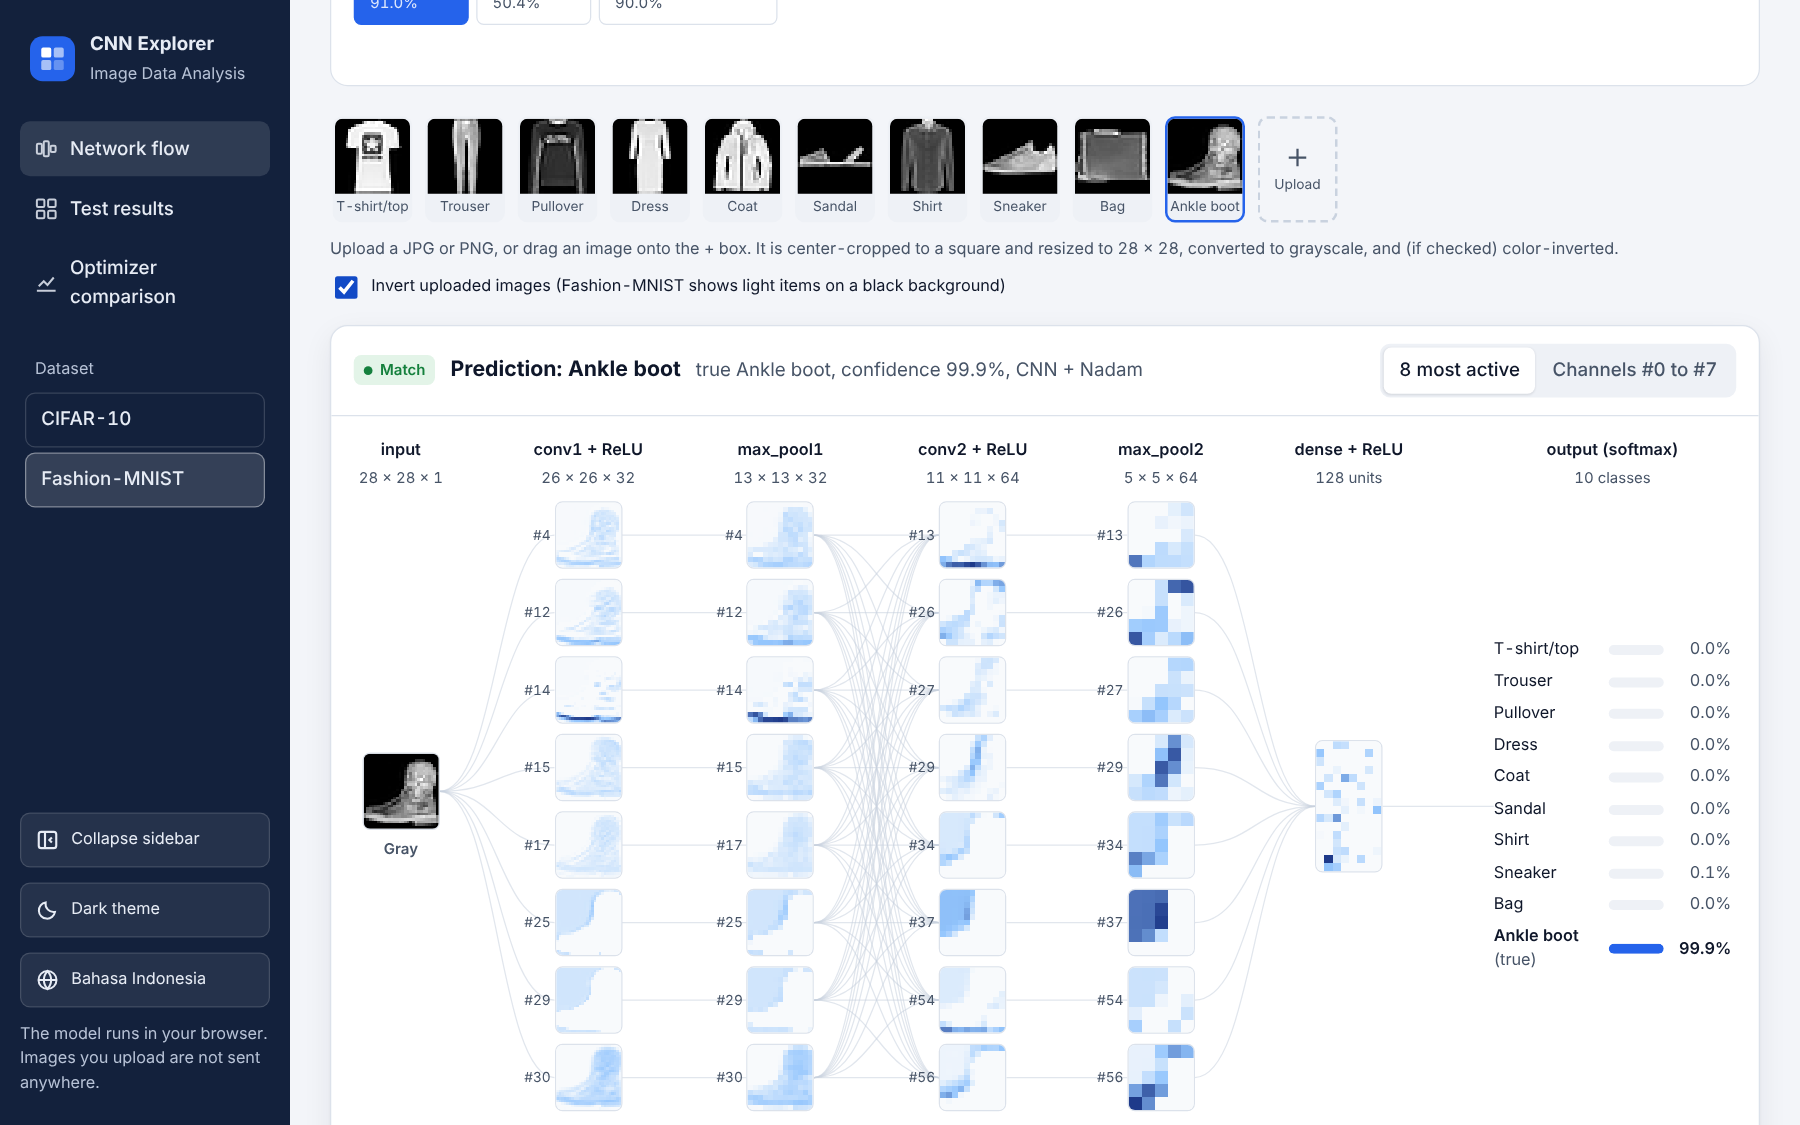 CNN Explorer
Image Data Analysis
Network flow
Test results
Optimizer
comparison
Dataset
CIFAR-10
Fashion-MNIST
Collapse sidebar
Dark theme
Bahasa Indonesia
The model runs in your browser.
Images you upload are not sent
anywhere.
91.0% 50.4% 90.0%
T-shirt/top Trouser Pullover Dress Coat Sandal Shirt Sneaker Bag Ankle boot Upload
Upload a JPG or PNG, or drag an image onto the + box. It is center-cropped to a square and resized to 28 × 28, converted to grayscale, and (if checked) color-inverted.
Invert uploaded images (Fashion-MNIST shows light items on a black background)
Match Prediction: Ankle boot true Ankle boot, confidence 99.9%, CNN + Nadam 8 most active Channels #0 to #7
input conv1 + ReLU max_pool1 conv2 + ReLU max_pool2 dense + ReLU output (softmax)
28 × 28 × 1 26 × 26 × 32 13 × 13 × 32 11 × 11 × 64 5 × 5 × 64 128 units 10 classes
#4 #4 #13 #13
#12 #12 #26 #26
#14 #14 #27 #27
#15 #15 #29 #29
#17 #17 #34 #34
#25 #25 #37 #37
#29 #29 #54 #54
#30 #30 #56 #56
Gray
T-shirt/top 0.0%
Trouser 0.0%
Pullover 0.0%
Dress 0.0%
Coat 0.0%
Sandal 0.0%
Shirt 0.0%
Sneaker 0.1%
Bag 0.0%
Ankle boot
(true) 99.9%